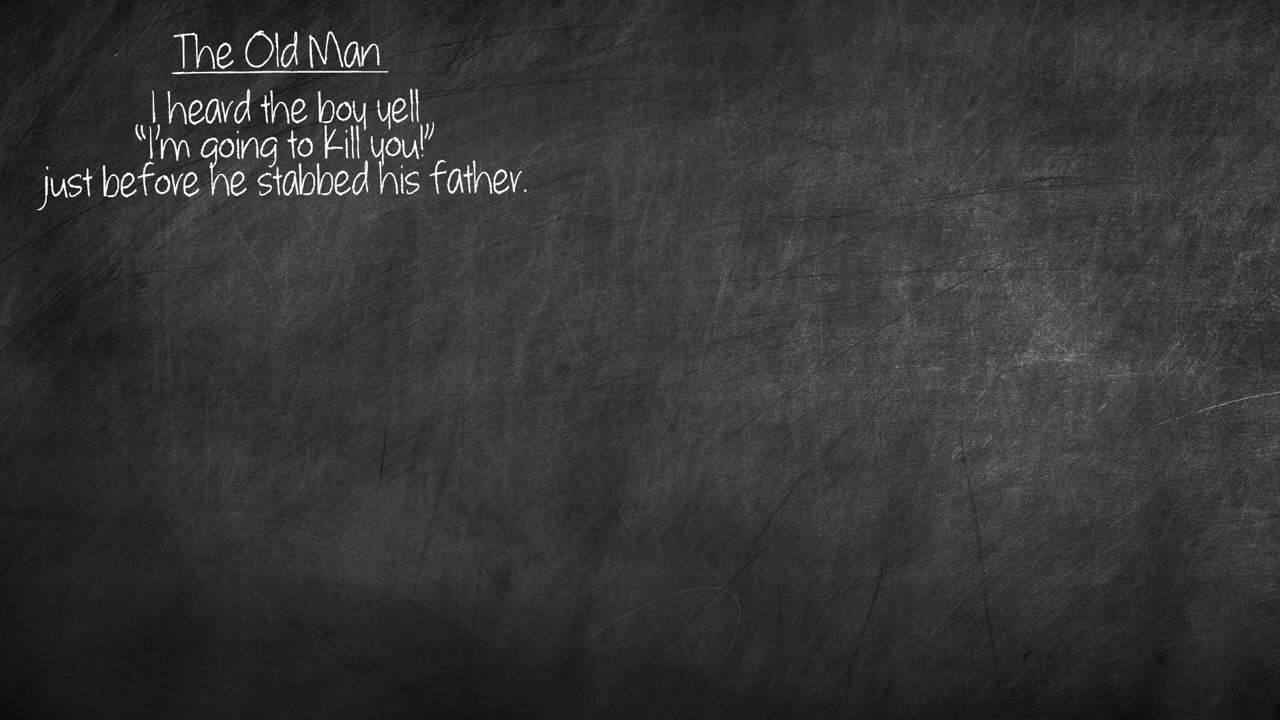 The Old Man
I heard the boy yell
“I’m going to kill you!”
just before he stabbed his father.